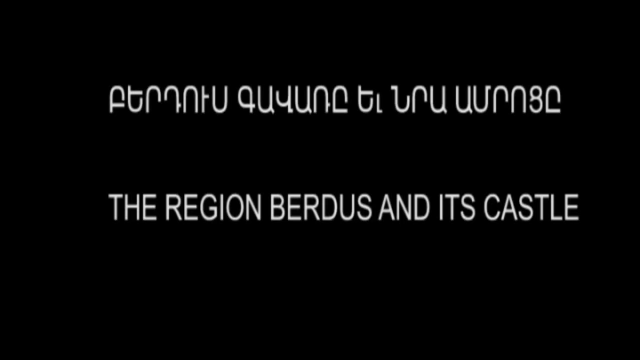 ԲԵՐԴՈՒՍ ԳԱՎԱՌԸ ԵՒ ՆՐԱ ԱՄՐՈՑԸ
THE REGION BERDUS AND ITS CASTLE